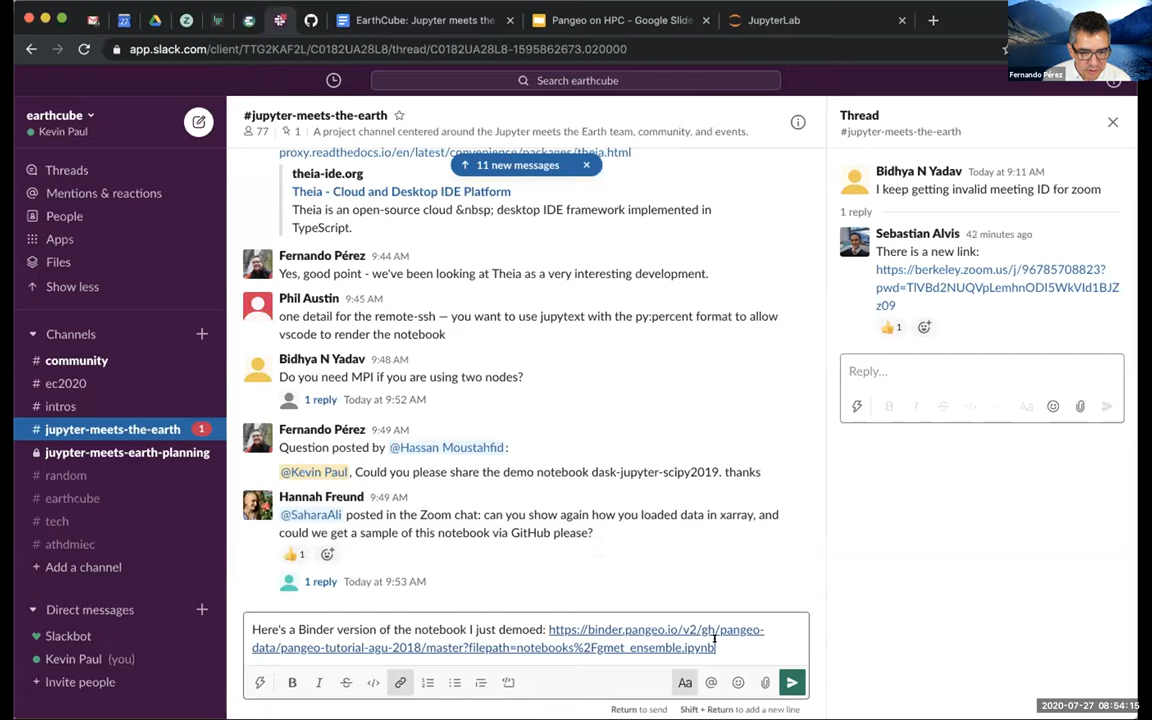 EarthCube: Jupyter meets the
Pangeo on HPC - Google Slide
JupyterLab
app.slack.com/client/TTG2KAF2L/C0182UA28L8/thread/C0182UA28L8-1595862673.020000
Fernando Pérez
Search earthcube
earthcube
Kevin Paul
Threads
Mentions & reactions
People
Apps
Files
Show less
Channels
# community
# ec2020
# intros
# jupyter-meets-the-earth 1
juypter-meets-earth-planning
# random
# earthcube
# tech
# athdmiec
+ Add a channel
Direct messages
Slackbot
Kevin Paul (you)
+ Invite people
#jupyter-meets-the-earth
77 1 A project channel centered around the Jupyter meets the Earth team, community, and events.
proxy.readthedocs.io/en/latest/convenience/packages/theia.html
11 new messages
theia-ide.org
Theia - Cloud and Desktop IDE Platform
Theia is an open-source cloud &nbsp; desktop IDE framework implemented in
TypeScript.
Fernando Pérez 9:44 AM
Yes, good point - we've been looking at Theia as a very interesting development.
Phil Austin 9:45 AM
one detail for the remote-ssh — you want to use jupytext with the py:percent format to allow
vscode to render the notebook
Bidhya N Yadav 9:48 AM
Do you need MPI if you are using two nodes?
1 reply Today at 9:52 AM
Fernando Pérez 9:49 AM
Question posted by @Hassan Moustahfid:
@Kevin Paul, Could you please share the demo notebook dask-jupyter-scipy2019. thanks
Hannah Freund 9:49 AM
@SaharaAli posted in the Zoom chat: can you show again how you loaded data in xarray, and
could we get a sample of this notebook via GitHub please?
1
1 reply Today at 9:53 AM
Here's a Binder version of the notebook I just demoed: https://binder.pangeo.io/v2/gh/pangeo-
data/pangeo-tutorial-agu-2018/master?filepath=notebooks%2Fgmet_ensemble.ipynb
B I S </> Aa @
Return to send Shift + Return to add a new line
Thread
#jupyter-meets-the-earth
Bidhya N Yadav Today at 9:11 AM
I keep getting invalid meeting ID for zoom
1 reply
Sebastian Alvis 42 minutes ago
There is a new link:
https://berkeley.zoom.us/j/96785708823?
pwd=TlVBd2NUQVpLemhnODI5WkVId1BJZ
z09
1
Reply...
B I S </> Aa
2020-07-27 08:54:15